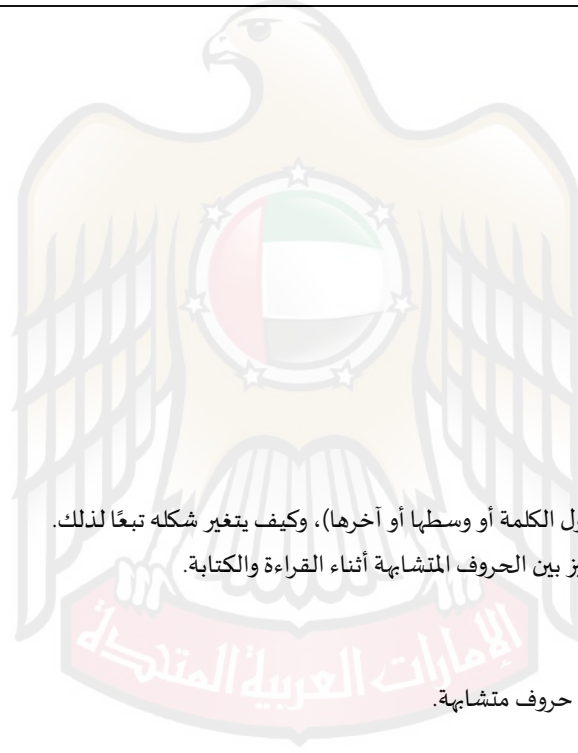 ول الكلمة أو وسطها أو آخرها)، وكيف يتغير شكله تبعًا لذلك.
يز بين الحروف المتشابهة أثناء القراءة والكتابة.
الإمارات العربية المتحدة
حروف متشابهة.